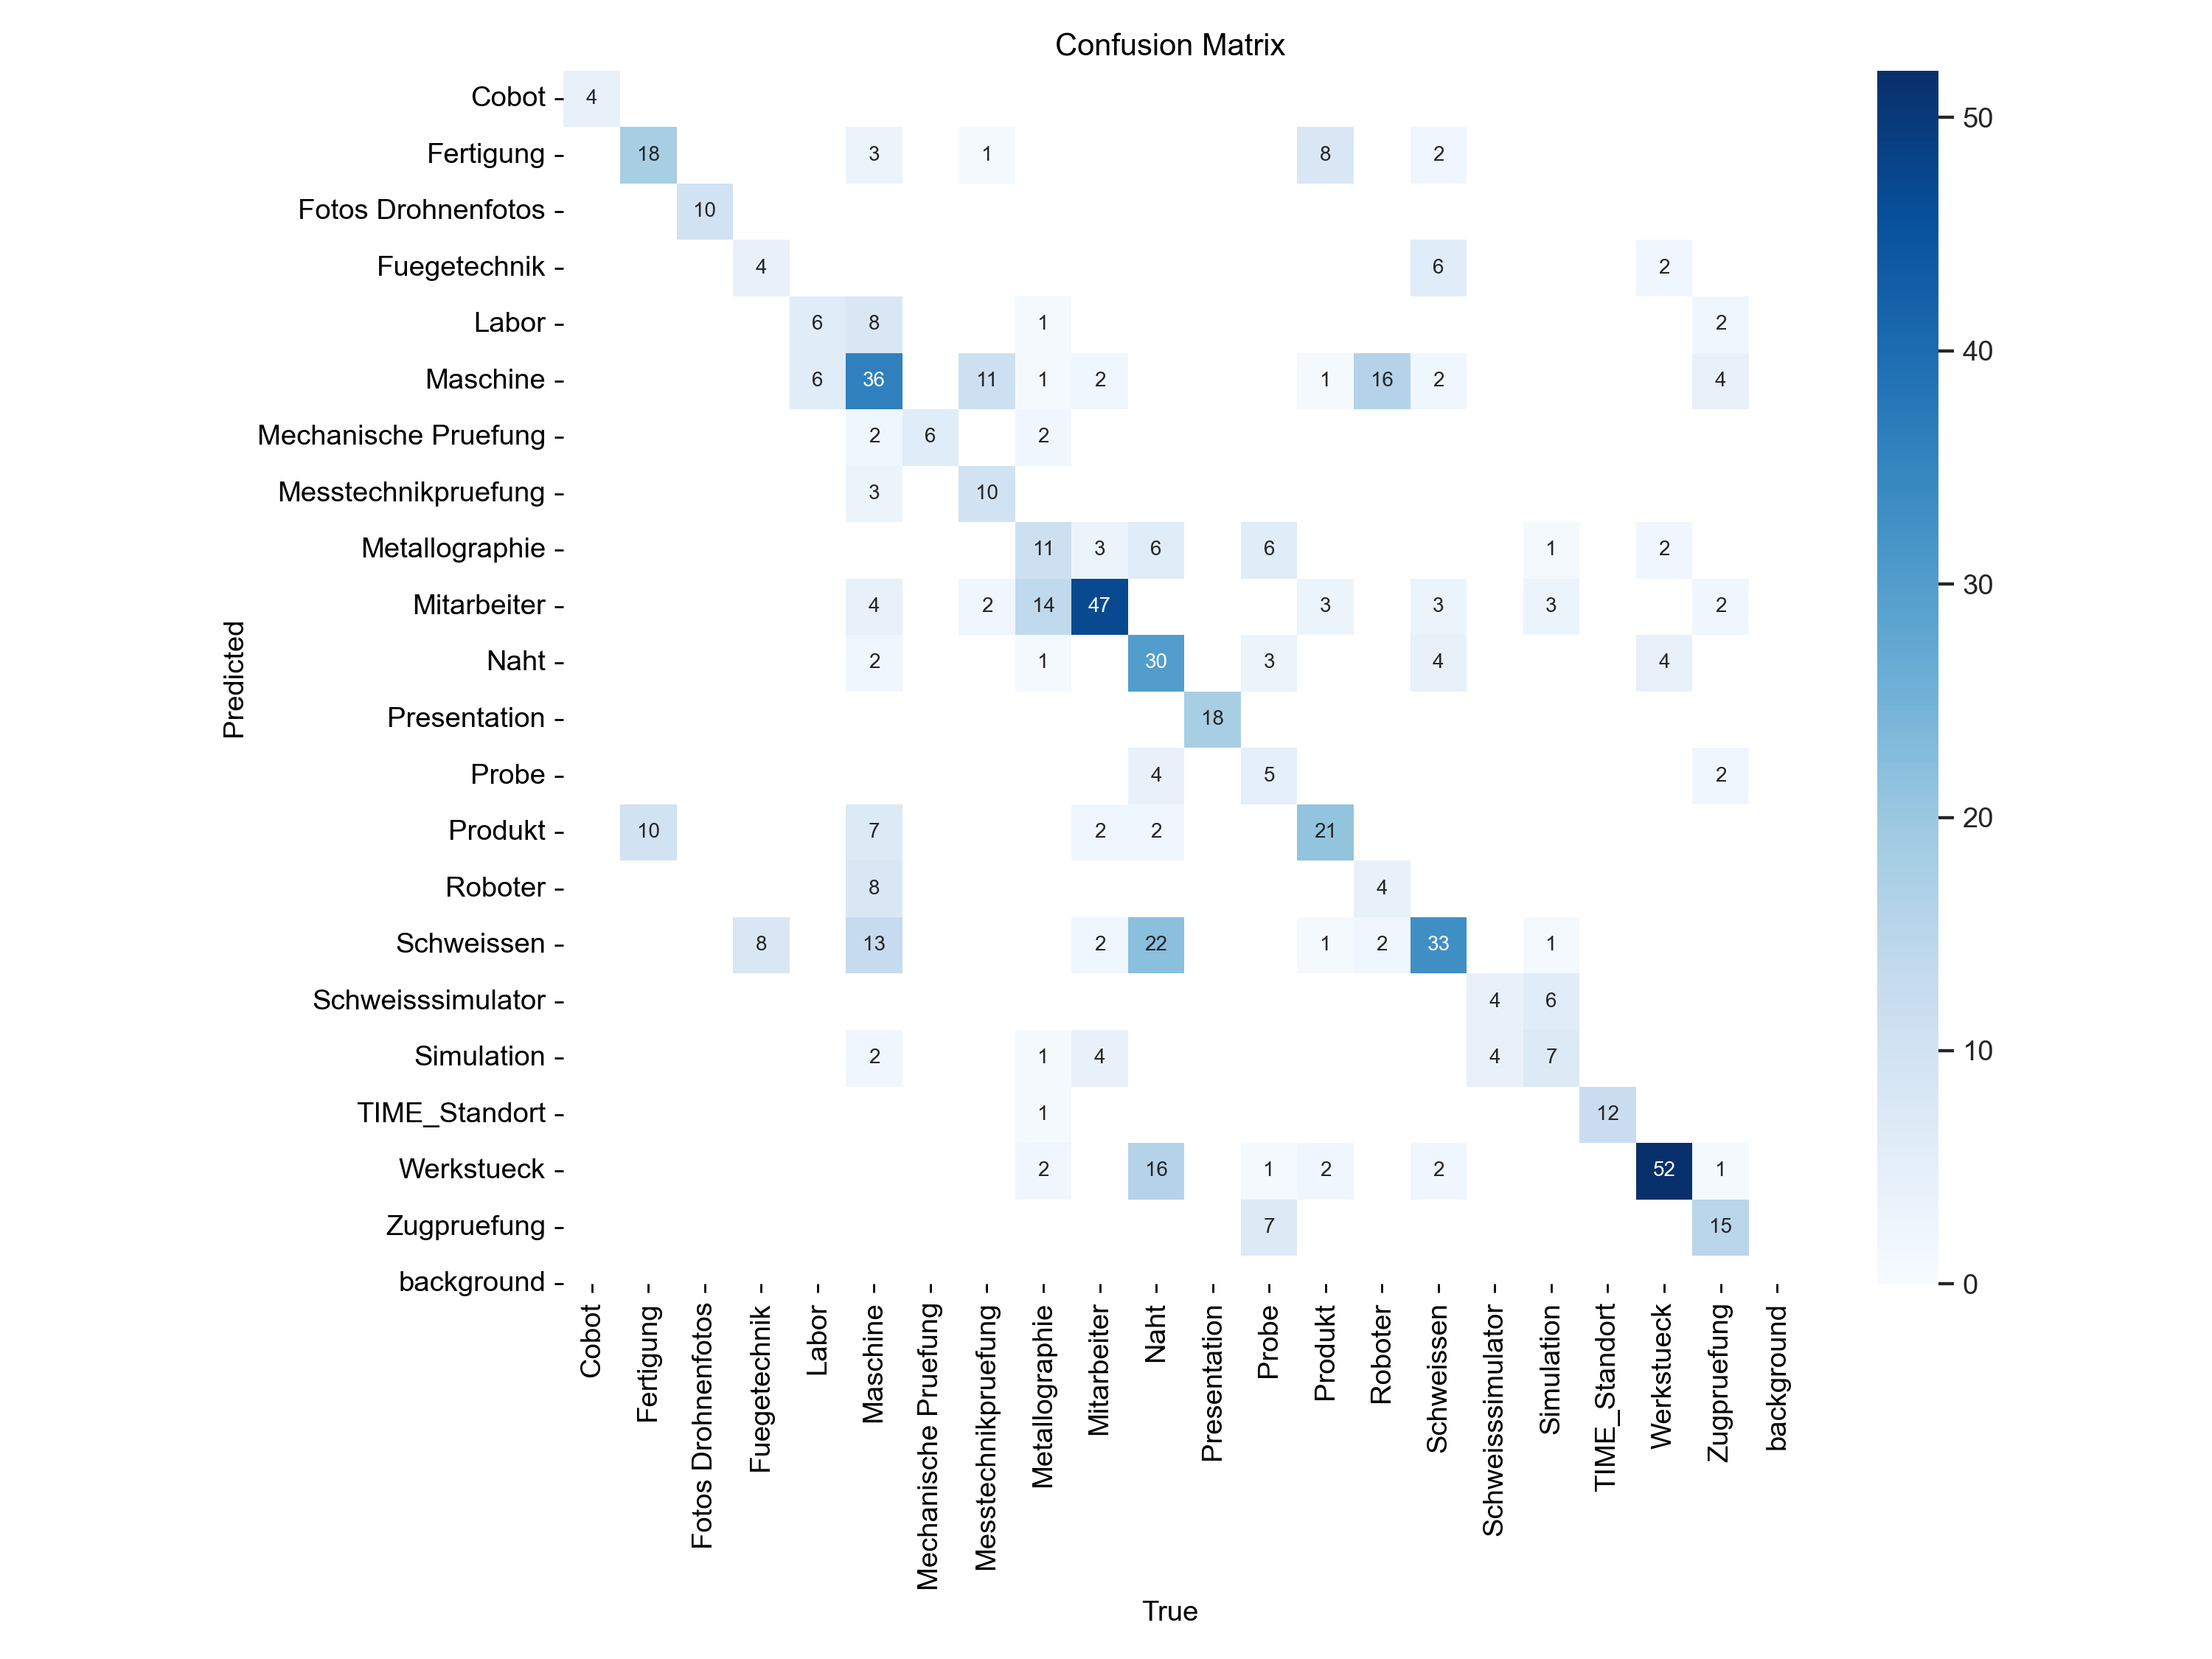 Confusion Matrix
Cobot 4
Fertigung 18 3 1 8 2
Fotos Drohnenfotos 10
Fuegetechnik 4 6 2
Labor 6 8 1 2
Maschine 6 36 11 1 2 1 16 2 4
Mechanische Pruefung 2 6 2
Messtechnikpruefung 3 10
Metallographie 11 3 6 6 1 2
Mitarbeiter 4 2 14 47 3 3 3 2
Naht 2 1 30 3 4 4
Presentation 18
Probe 4 5 2
Produkt 10 7 2 2 21
Roboter 8 4
Schweissen 8 13 2 22 1 2 33 1
Schweisssimulator 4 6
Simulation 2 1 4 4 7
TIME_Standort 1 12
Werkstueck 2 16 1 2 2 52 1
Zugpruefung 7 15
background
Predicted
Cobot
Fertigung
Fotos Drohnenfotos
Fuegetechnik
Labor
Maschine
Mechanische Pruefung
Messtechnikpruefung
Metallographie
Mitarbeiter
Naht
Presentation
Probe
Produkt
Roboter
Schweissen
Schweisssimulator
Simulation
TIME_Standort
Werkstueck
Zugpruefung
background
True
50
40
30
20
10
0